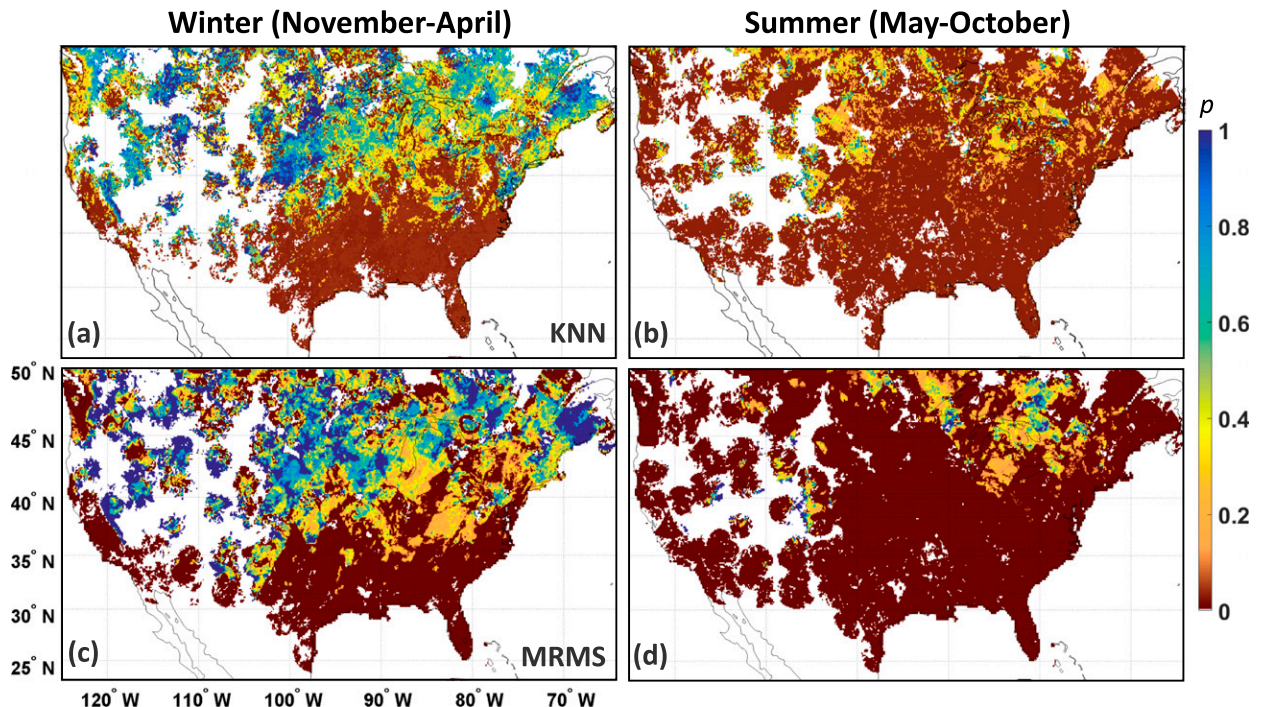 Winter (November-April)
Summer (May-October)
(a)
KNN
(b)
p
1
0.8
0.6
0.4
0.2
0
50° N
45° N
40° N
35° N
30° N
25° N
(c)
MRMS
(d)
120° W
110° W
100° W
90° W
80° W
70° W